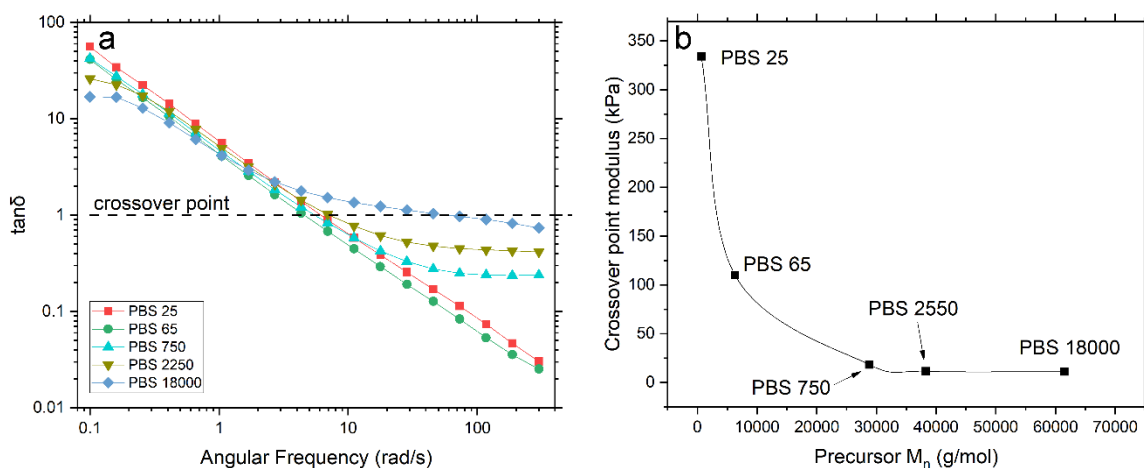 a
100
10
1
0.1
0.01
tanδ
crossover point
PBS 25
PBS 65
PBS 750
PBS 2250
PBS 18000
0.1 1 10 100
Angular Frequency (rad/s)
b
350
300
250
200
150
100
50
0
Crossover point modulus (kPa)
PBS 25
PBS 65
PBS 2550
PBS 18000
PBS 750
0 10000 20000 30000 40000 50000 60000 70000
Precursor Mₙ (g/mol)